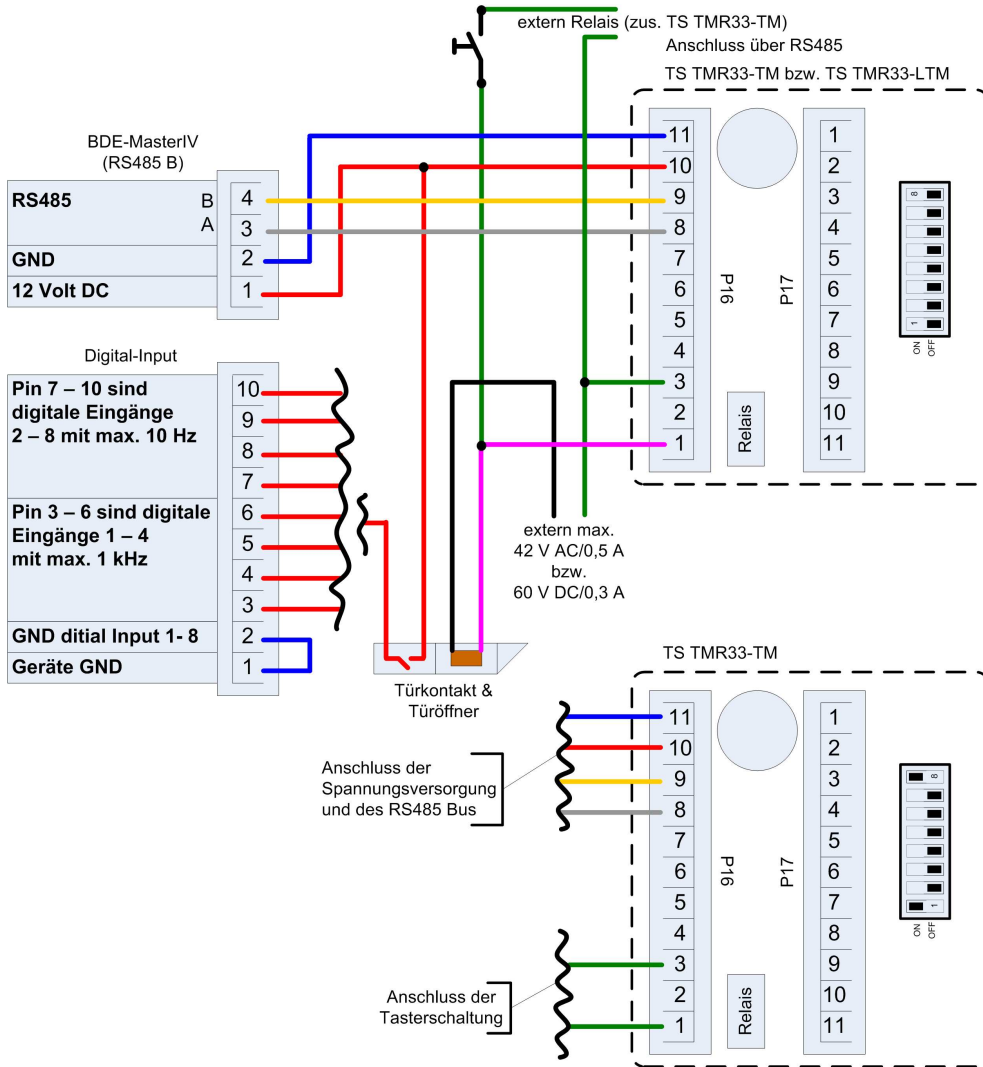 extern Relais (zus. TS TMR33-TM)
Anschluss über RS485
TS TMR33-TM bzw. TS TMR33-LTM
BDE-MasterIV
(RS485 B)
RS485
B
A
GND
12 Volt DC
4
3
2
1
11
10
9
8
7
6
5
4
3
2
1
P16
P17
Relais
1
2
3
4
5
6
7
8
9
10
11
8
1
ON
OFF
Digital-Input
Pin 7 – 10 sind
digitale Eingänge
2 – 8 mit max. 10 Hz
Pin 3 – 6 sind digitale
Eingänge 1 – 4
mit max. 1 kHz
GND ditial Input 1- 8
Geräte GND
10
9
8
7
6
5
4
3
2
1
extern max.
42 V AC/0,5 A
bzw.
60 V DC/0,3 A
Türkontakt &
Türöffner
TS TMR33-TM
Anschluss der
Spannungsversorgung
und des RS485 Bus
Anschluss der
Tasterschaltung
11
10
9
8
7
6
5
4
3
2
1
P16
P17
Relais
1
2
3
4
5
6
7
8
9
10
11
8
1
ON
OFF